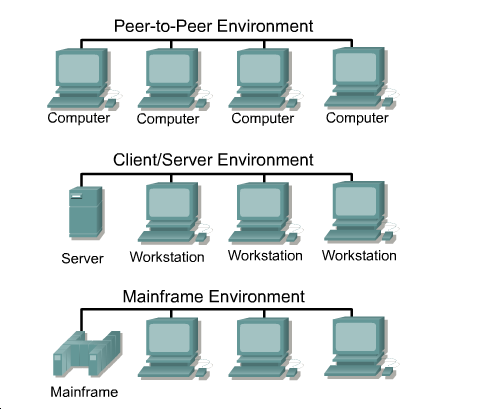 Peer-to-Peer Environment
Computer Computer Computer Computer
Client/Server Environment
Server Workstation Workstation Workstation
Mainframe Environment
Mainframe